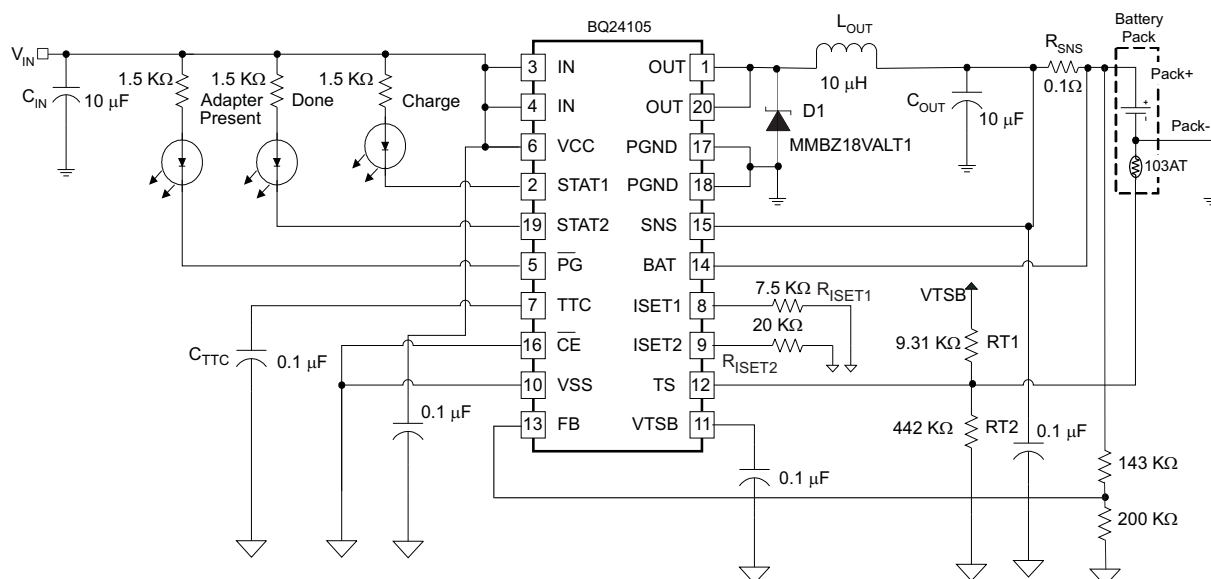 BQ24105
V_IN
C_IN
10 μF
1.5 KΩ
1.5 KΩ
1.5 KΩ
Adapter
Present
Done
Charge
3 IN
4 IN
6 VCC
2 STAT1
19 STAT2
5 PG
7 TTC
16 CE
10 VSS
13 FB
OUT 1
OUT 20
PGND 17
PGND 18
SNS 15
BAT 14
ISET1 8
ISET2 9
TS 12
VTSB 11
C_TTC
0.1 μF
0.1 μF
L_OUT
10 μH
D1
MMBZ18VALT1
C_OUT
10 μF
R_SNS
0.1Ω
Battery
Pack
Pack+
+
-
Pack-
103AT
7.5 KΩ
R_ISET1
20 KΩ
R_ISET2
VTSB
9.31 KΩ
RT1
442 KΩ
RT2
0.1 μF
0.1 μF
143 KΩ
200 KΩ